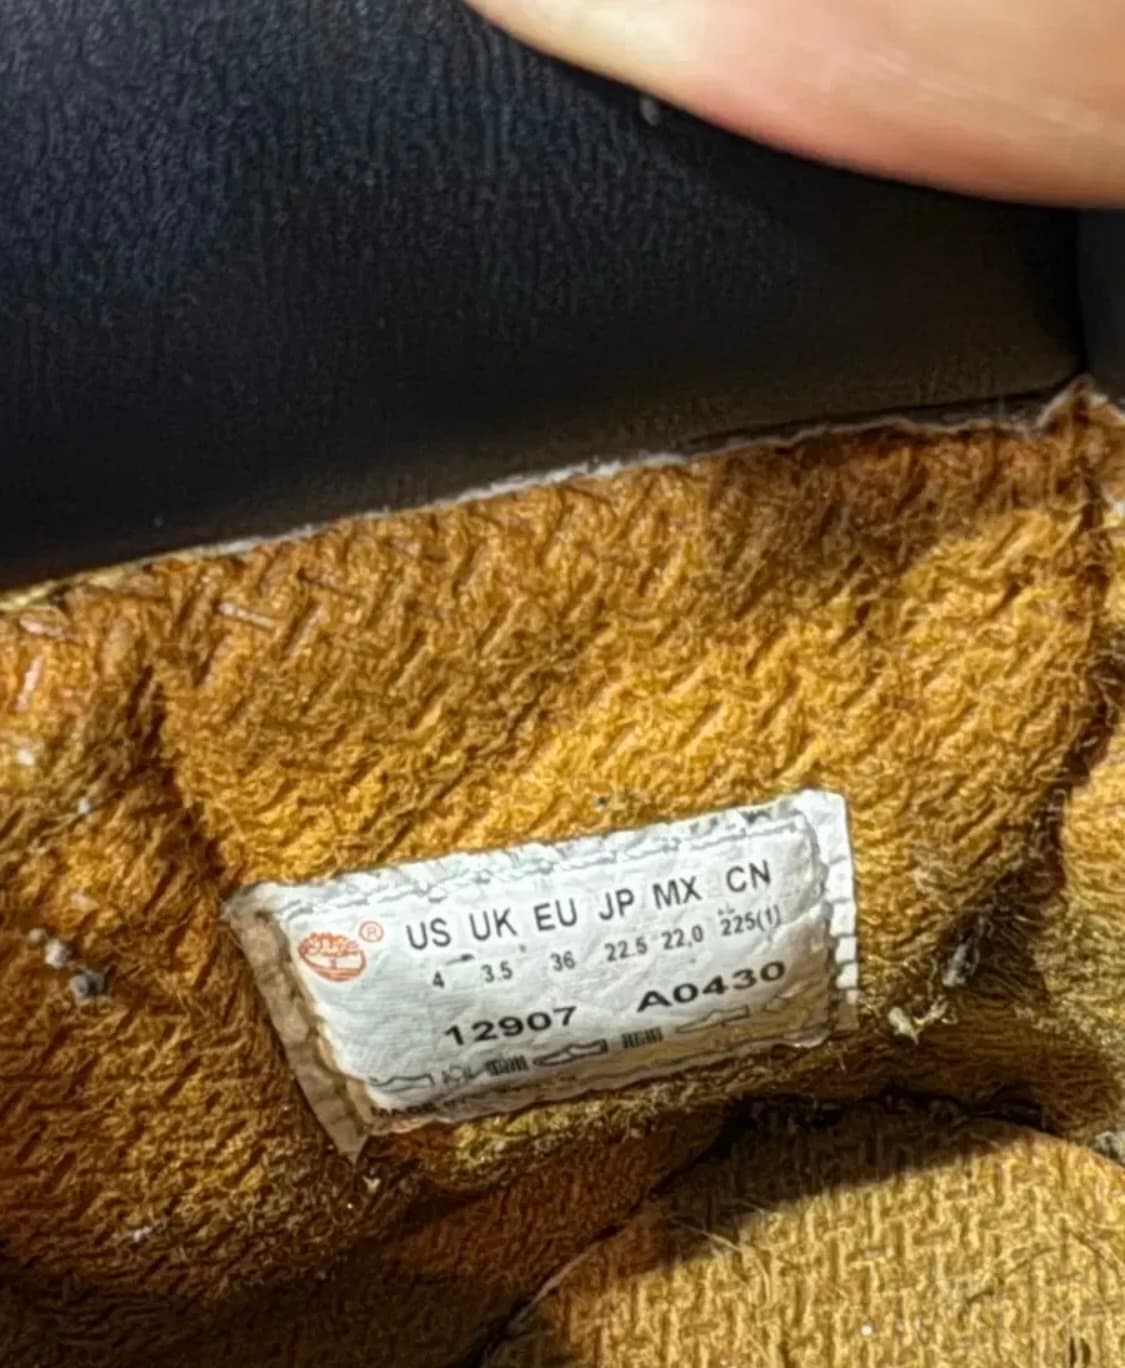 ® US UK EU JP MX CN
4 3.5 36 22.5 22.0 225(1)
12907 A0430